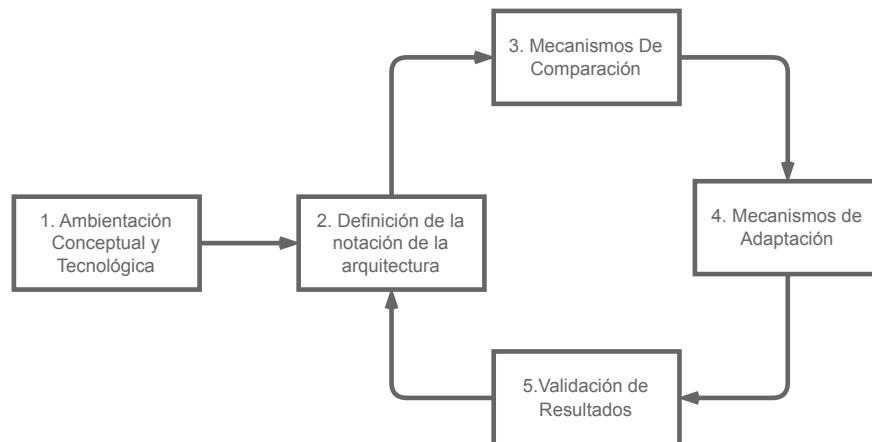 3. Mecanismos De
Comparación
1. Ambientación
Conceptual y
Tecnológica
2. Definición de la
notación de la
arquitectura
4. Mecanismos de
Adaptación
5.Validación de
Resultados